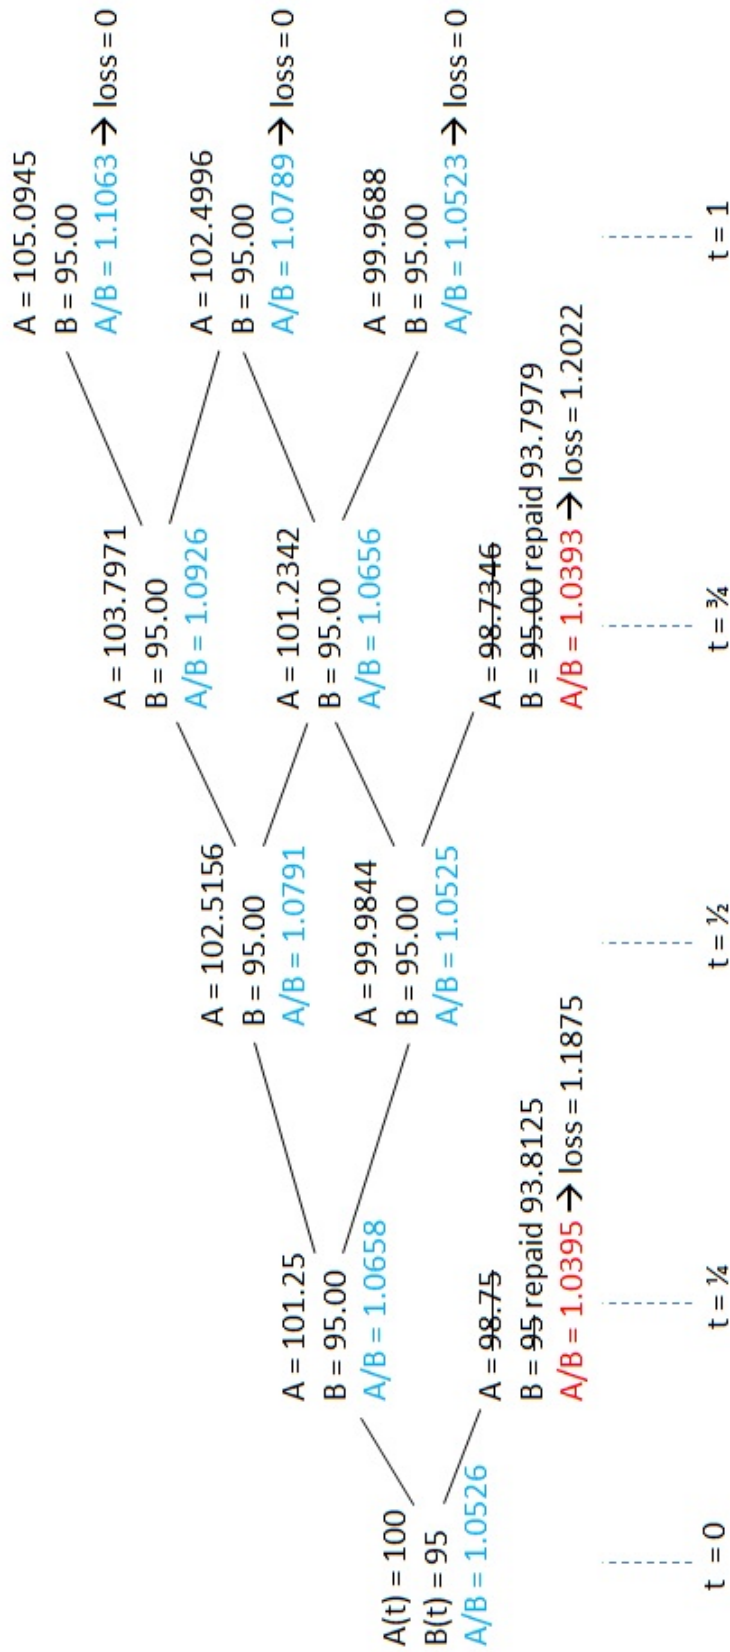 A(t) = 100
B(t) = 95
A/B = 1.0526
A = 101.25
B = 95.00
A/B = 1.0658
A = 98.75
B = 95 repaid 93.8125
A/B = 1.0395 → loss = 1.1875
A = 102.5156
B = 95.00
A/B = 1.0791
A = 99.9844
B = 95.00
A/B = 1.0525
A = 103.7971
B = 95.00
A/B = 1.0926
A = 101.2342
B = 95.00
A/B = 1.0656
A = 98.7346
B = 95.00 repaid 93.7979
A/B = 1.0393 → loss = 1.2022
A = 105.0945
B = 95.00
A/B = 1.1063 → loss = 0
A = 102.4996
B = 95.00
A/B = 1.0789 → loss = 0
A = 99.9688
B = 95.00
A/B = 1.0523 → loss = 0
t = 0
t = ¼
t = ½
t = ¾
t = 1